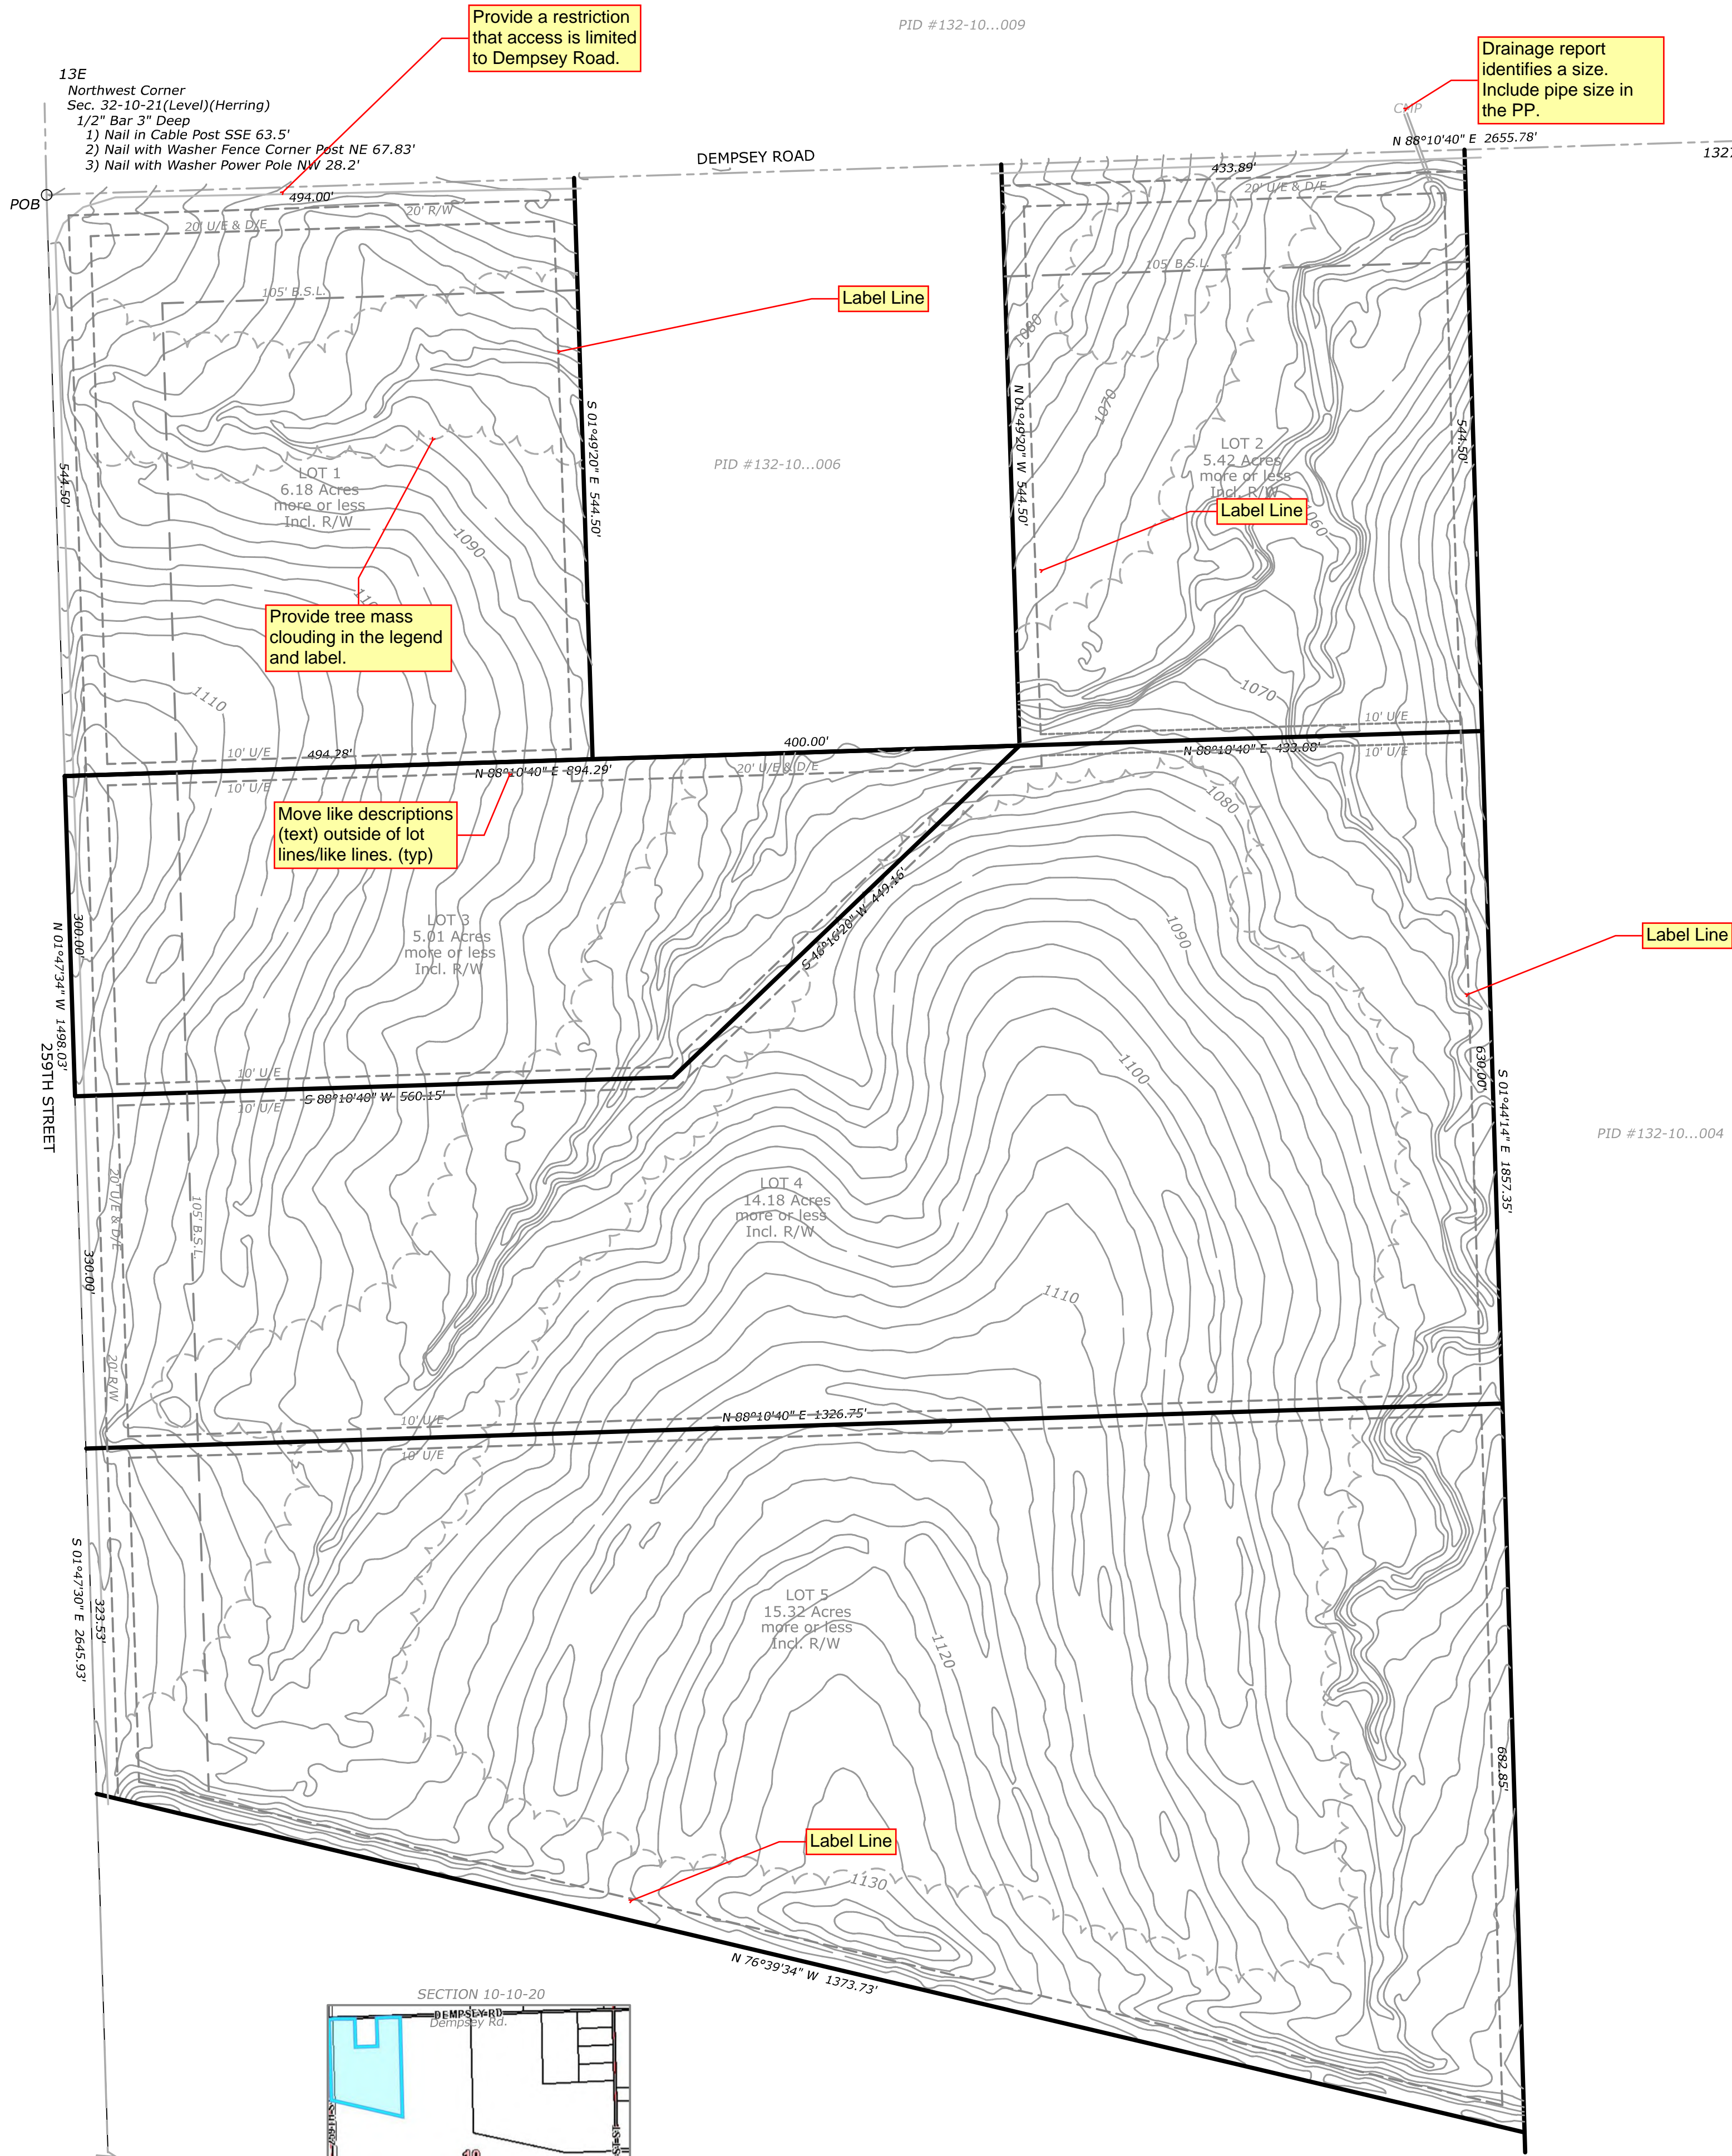 PID #132-10...009
Provide a restriction
that access is limited
to Dempsey Road.
Drainage report
identifies a size.
Include pipe size in
the PP.
CMP
13E
Northwest Corner
Sec. 32-10-21(Level)(Herring)
1/2" Bar 3" Deep
1) Nail in Cable Post SSE 63.5'
2) Nail with Washer Fence Corner Post NE 67.83'
3) Nail with Washer Power Pole NW 28.2'
POB
DEMPSEY ROAD
N 88°10'40" E 2655.78'
494.00'
20' R/W
20' U/E & D/E
105' B.S.L.
433.89'
20' U/E & D/E
105' B.S.L.
Label Line
1080
1070
544.50'
S 01°49'20" E 544.50'
PID #132-10...006
N 01°49'20" W 544.50'
544.50'
LOT 1
6.18 Acres
more or less
Incl. R/W
1090
LOT 2
5.42 Acres
more or less
Incl. R/W
Label Line
1060
Provide tree mass
clouding in the legend
and label.
1110
1070
10' U/E
494.28'
400.00'
10' U/E
N 88°10'40" E 894.29'
20' U/E & D/E
N 88°10'40" E 433.08'
10' U/E
10' U/E
Move like descriptions
(text) outside of lot
lines/like lines. (typ)
1080
S 46°16'20" W 449.16'
1090
300.00'
N 01°47'34" W 1498.03'
259TH STREET
LOT 3
5.01 Acres
more or less
Incl. R/W
Label Line
1100
630.00'
S 01°44'14" E 1857.35'
PID #132-10...004
10' U/E
S 88°10'40" W 560.15'
10' U/E
20' U/E & D/E
105' B.S.L.
330.00'
20' R/W
LOT 4
14.18 Acres
more or less
Incl. R/W
1110
10' U/E
N 88°10'40" E 1326.75'
10' U/E
S 01°47'30" E 2645.93'
323.53'
LOT 5
15.32 Acres
more or less
Incl. R/W
1120
682.85'
Label Line
1130
N 76°39'34" W 1373.73'
SECTION 10-10-20
DEMPSEY RD
Dempsey Rd.